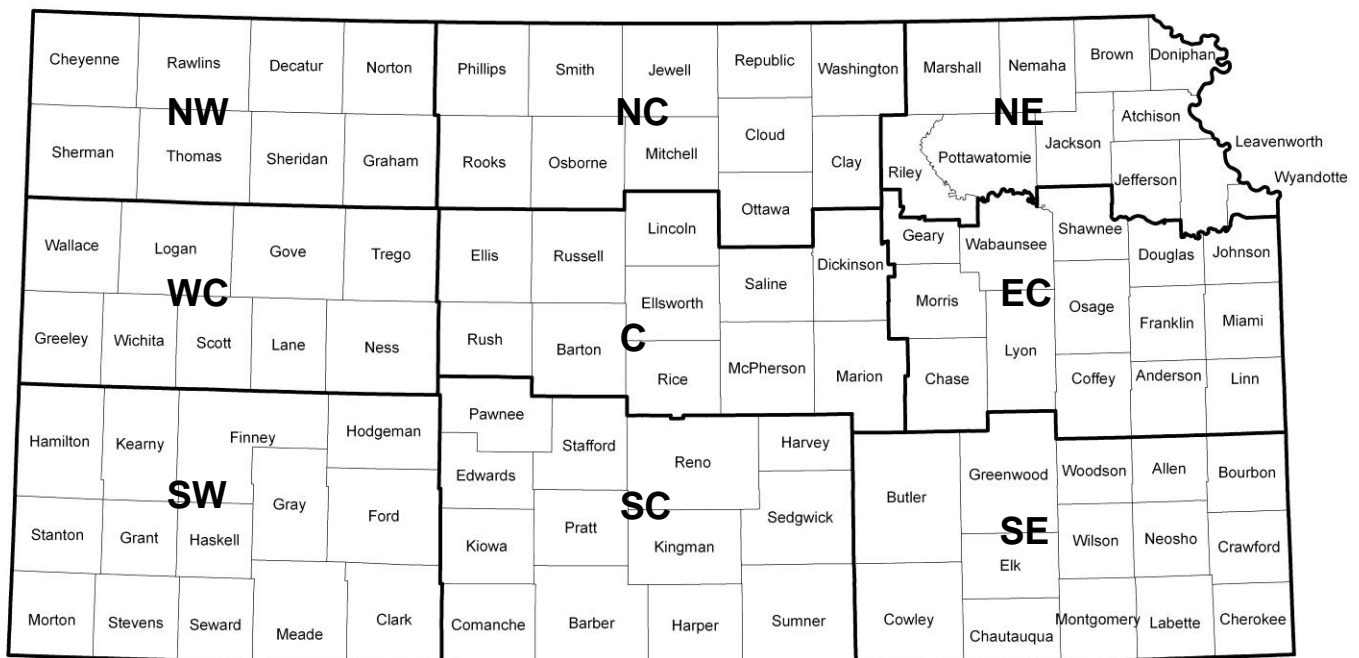 Cheyenne
Rawlins
Decatur
Norton
Phillips
Smith
Jewell
Republic
Washington
Marshall
Nemaha
Brown
Doniphan
NW
NC
NE
Atchison
Sherman
Thomas
Sheridan
Graham
Rooks
Osborne
Mitchell
Cloud
Clay
Riley
Pottawatomie
Jackson
Jefferson
Leavenworth
Wyandotte
Ottawa
Wallace
Logan
Gove
Trego
Ellis
Russell
Lincoln
Saline
Dickinson
Geary
Wabaunsee
Shawnee
Douglas
Johnson
WC
EC
Ellsworth
Morris
Osage
Franklin
Miami
Greeley
Wichita
Scott
Lane
Ness
Rush
Barton
C
Rice
McPherson
Marion
Chase
Lyon
Coffey
Anderson
Linn
Hamilton
Kearny
Finney
Hodgeman
Pawnee
Stafford
Reno
Harvey
Edwards
Butler
Greenwood
Woodson
Allen
Bourbon
SW
Gray
Ford
SC
Sedgwick
SE
Stanton
Grant
Haskell
Kiowa
Pratt
Kingman
Elk
Wilson
Neosho
Crawford
Morton
Stevens
Seward
Meade
Clark
Comanche
Barber
Harper
Sumner
Cowley
Chautauqua
Montgomery
Labette
Cherokee